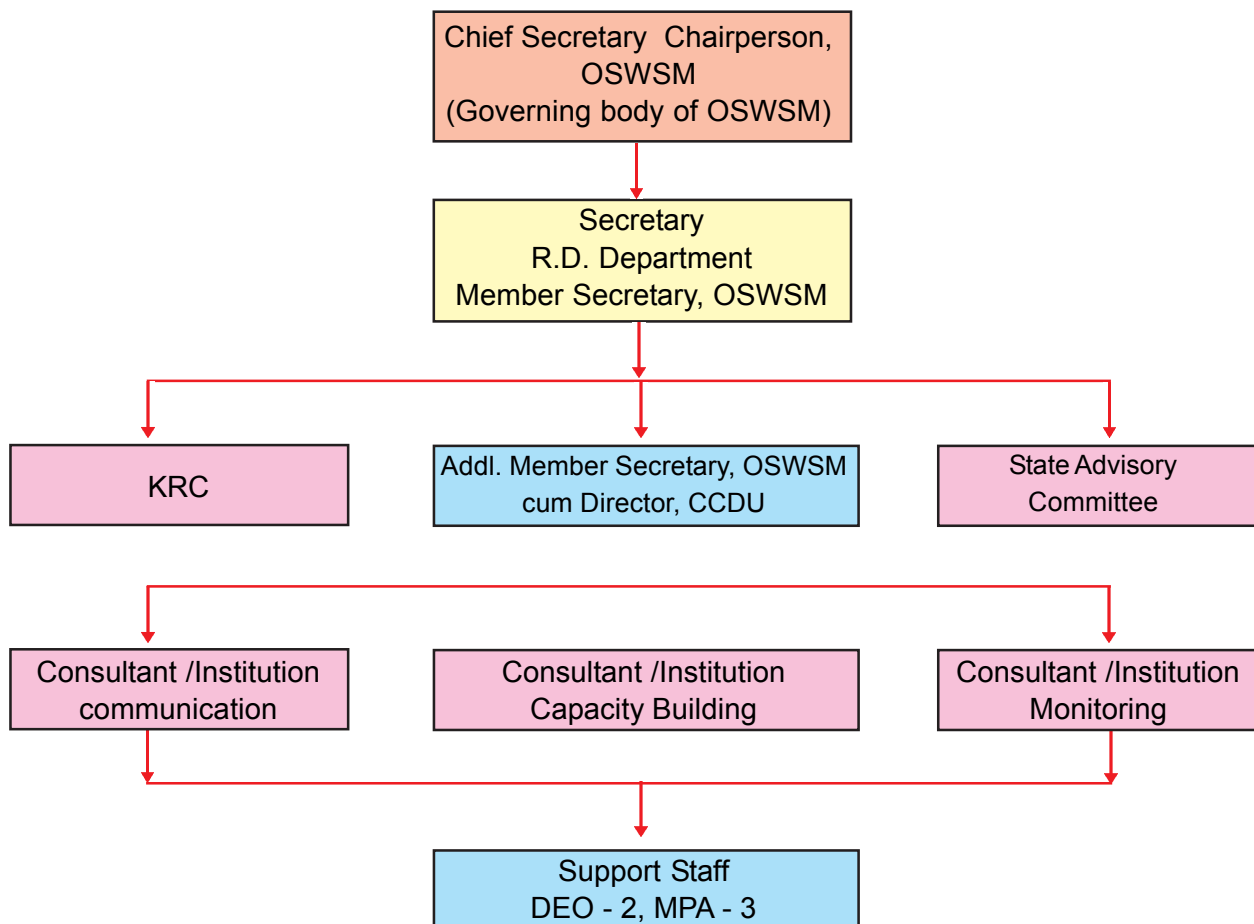 Chief Secretary Chairperson,
OSWSM
(Governing body of OSWSM)
Secretary
R.D. Department
Member Secretary, OSWSM
KRC
Addl. Member Secretary, OSWSM
cum Director, CCDU
State Advisory
Committee
Consultant /Institution
communication
Consultant /Institution
Capacity Building
Consultant /Institution
Monitoring
Support Staff
DEO - 2, MPA - 3